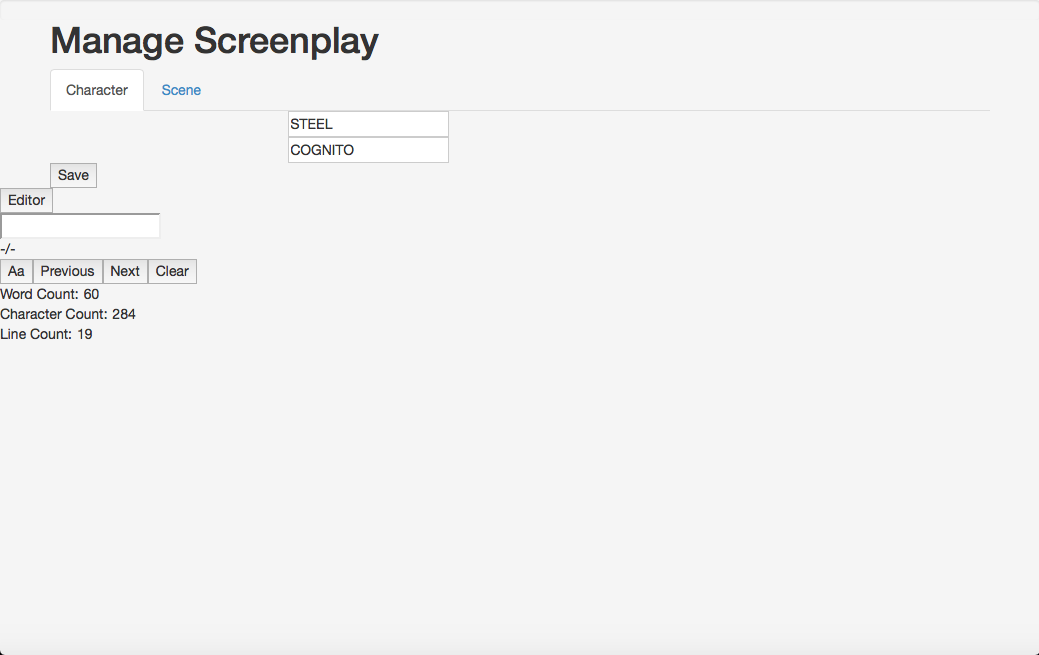 Manage Screenplay
Character Scene
STEEL
COGNITO
Save
Editor
-/-
Aa Previous Next Clear
Word Count: 60
Character Count: 284
Line Count: 19